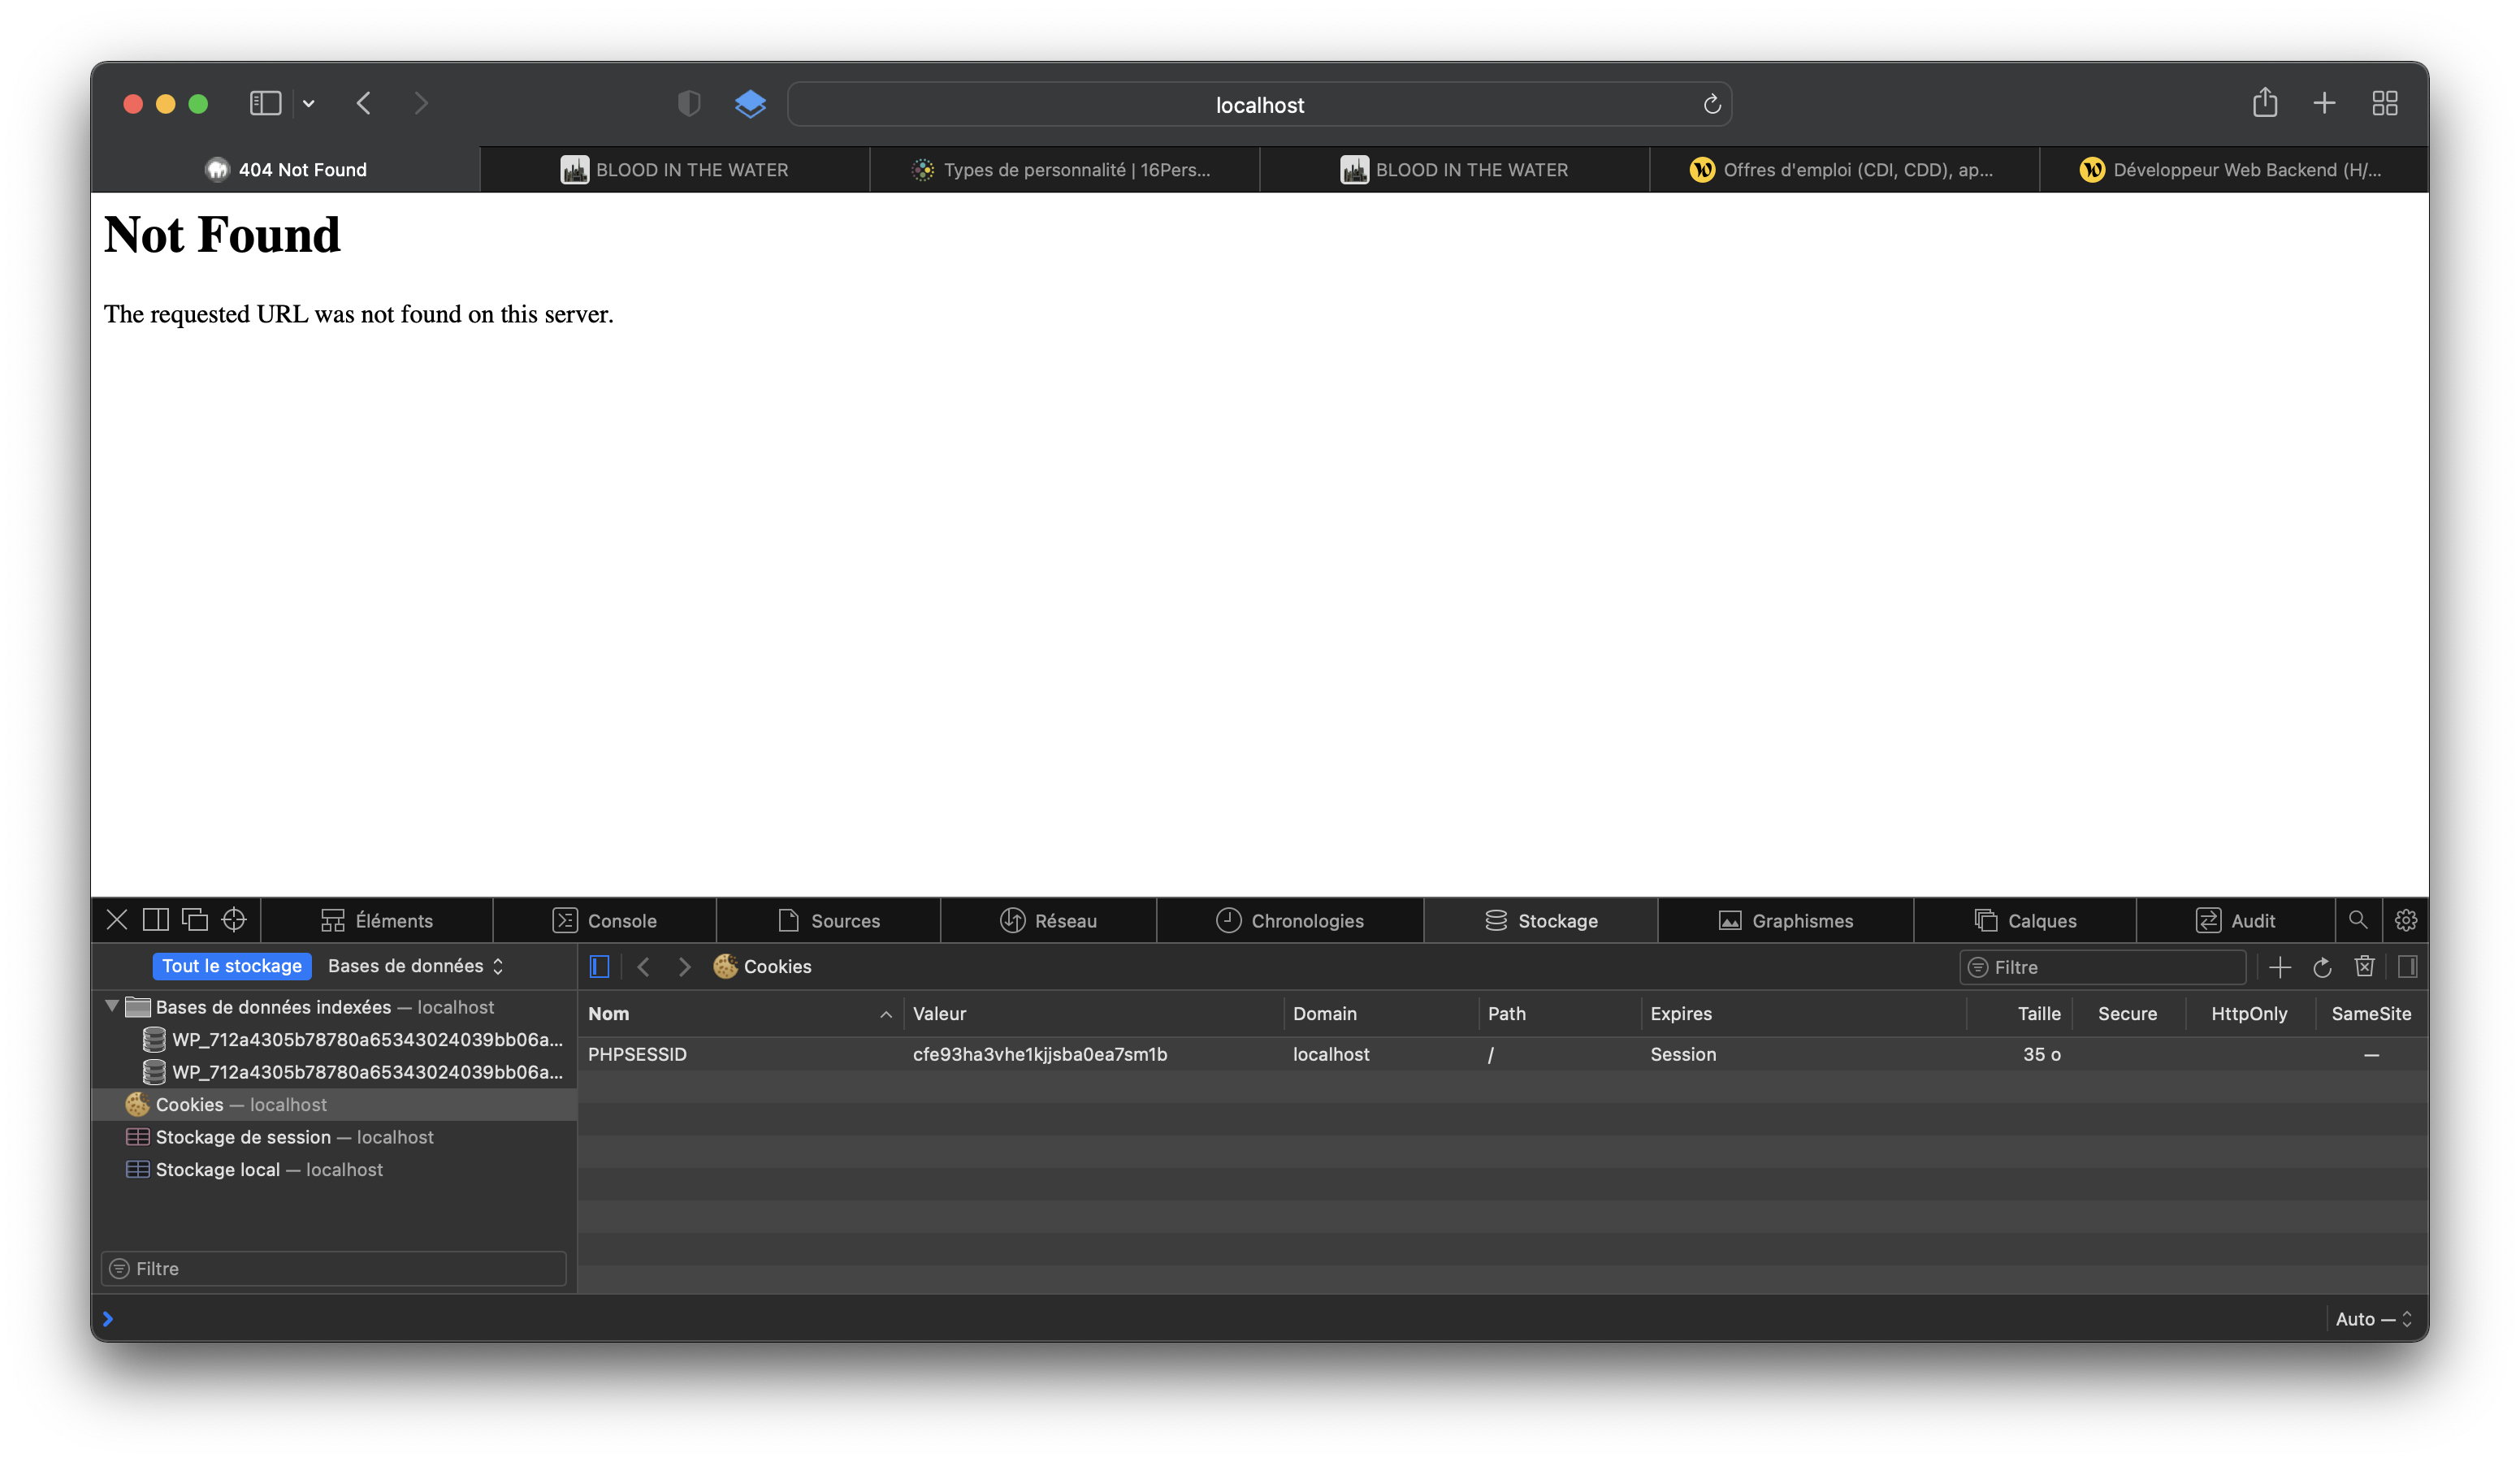 localhost
404 Not Found
BLOOD IN THE WATER
Types de personnalité | 16Pers...
BLOOD IN THE WATER
Offres d'emploi (CDI, CDD), ap...
Développeur Web Backend (H/...
Not Found
The requested URL was not found on this server.
Éléments
Console
Sources
Réseau
Chronologies
Stockage
Graphismes
Calques
Audit
Tout le stockage
Bases de données
Cookies
Filtre
Bases de données indexées — localhost
WP_712a4305b78780a65343024039bb06a...
WP_712a4305b78780a65343024039bb06a...
Cookies — localhost
Stockage de session — localhost
Stockage local — localhost
Filtre
Nom Valeur Domain Path Expires Taille Secure HttpOnly SameSite
PHPSESSID cfe93ha3vhe1kjjsba0ea7sm1b localhost / Session 35 o —
Auto —